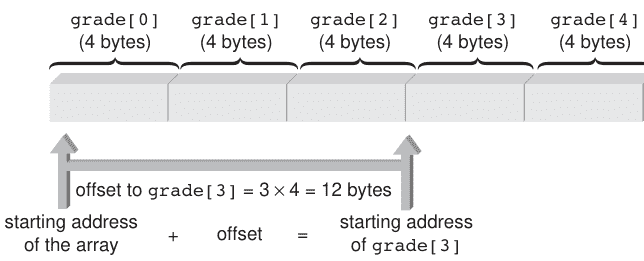 grade[0] grade[1] grade[2] grade[3] grade[4]
(4 bytes) (4 bytes) (4 bytes) (4 bytes) (4 bytes)
offset to grade[3] = 3 × 4 = 12 bytes
starting address + offset = starting address
of the array of grade[3]